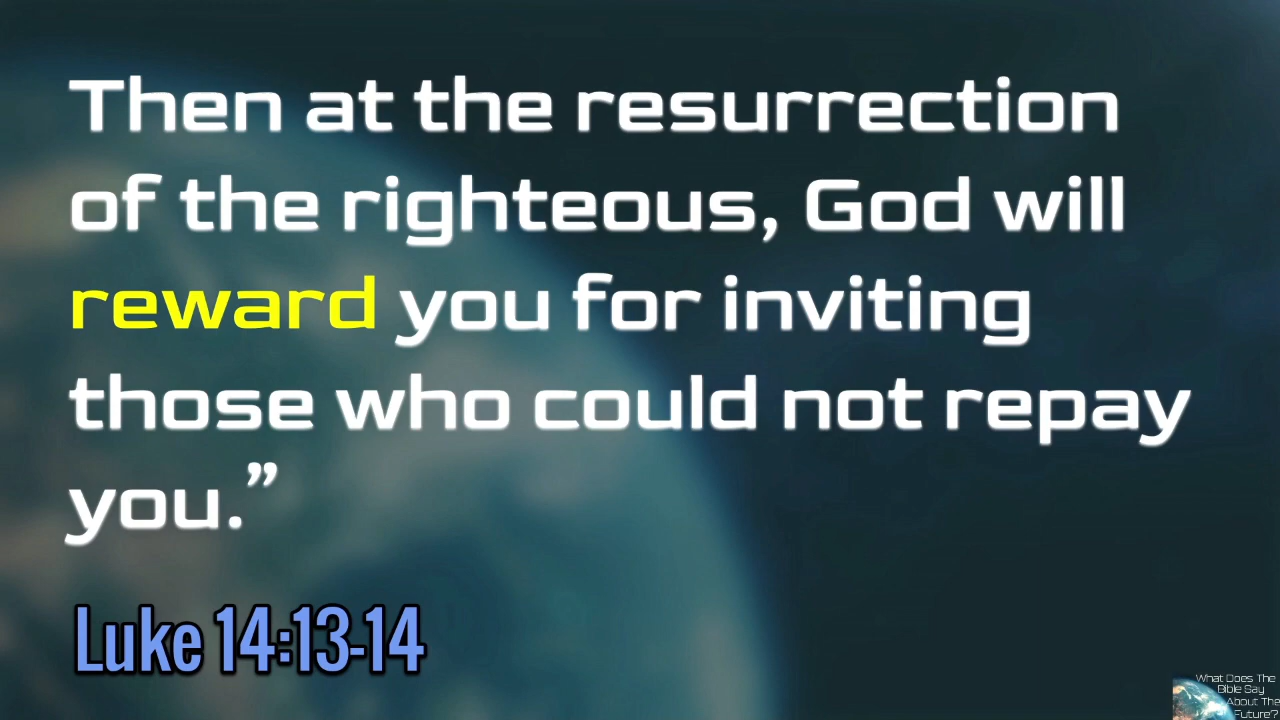 Then at the resurrection
of the righteous, God will
reward you for inviting
those who could not repay
you.”
Luke 14:13-14
What Does The
Bible Say
About The
Future?